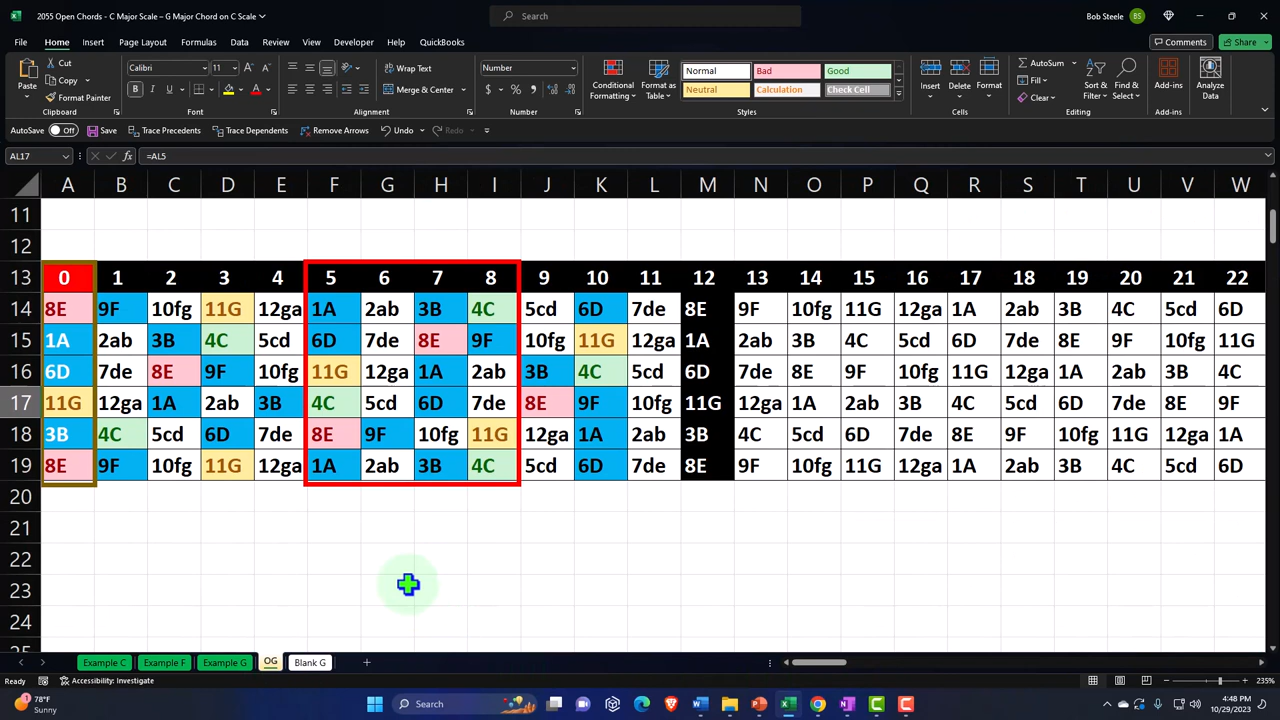 2055 Open Chords - C Major Scale – G Major Chord on C Scale
Search
Bob Steele BS
File Home Insert Page Layout Formulas Data Review View Developer Help QuickBooks
Comments Share
Paste
Cut
Copy
Format Painter
Clipboard
Calibri 11
Font
Wrap Text
Merge & Center
Alignment
Number
Number
Conditional Formatting
Format as Table
Normal Bad Good
Neutral Calculation Check Cell
Styles
Insert Delete Format
Cells
AutoSum
Fill
Clear
Sort & Filter
Find & Select
Editing
Add-ins
Add-ins
Analyze Data
AutoSave Off Save Trace Precedents Trace Dependents Remove Arrows Undo Redo
AL17 fx =AL5
A B C D E F G H I J K L M N O P Q R S T U V W
11
12
13 0 1 2 3 4 5 6 7 8 9 10 11 12 13 14 15 16 17 18 19 20 21 22
14 8E 9F 10fg 11G 12ga 1A 2ab 3B 4C 5cd 6D 7de 8E 9F 10fg 11G 12ga 1A 2ab 3B 4C 5cd 6D
15 1A 2ab 3B 4C 5cd 6D 7de 8E 9F 10fg 11G 12ga 1A 2ab 3B 4C 5cd 6D 7de 8E 9F 10fg 11G
16 6D 7de 8E 9F 10fg 11G 12ga 1A 2ab 3B 4C 5cd 6D 7de 8E 9F 10fg 11G 12ga 1A 2ab 3B 4C
17 11G 12ga 1A 2ab 3B 4C 5cd 6D 7de 8E 9F 10fg 11G 12ga 1A 2ab 3B 4C 5cd 6D 7de 8E 9F
18 3B 4C 5cd 6D 7de 8E 9F 10fg 11G 12ga 1A 2ab 3B 4C 5cd 6D 7de 8E 9F 10fg 11G 12ga 1A
19 8E 9F 10fg 11G 12ga 1A 2ab 3B 4C 5cd 6D 7de 8E 9F 10fg 11G 12ga 1A 2ab 3B 4C 5cd 6D
20
21
22
23
24
Example C Example F Example G OG Blank G
Ready Accessibility: Investigate 235%
78°F
Sunny
Search
4:48 PM
10/29/2023